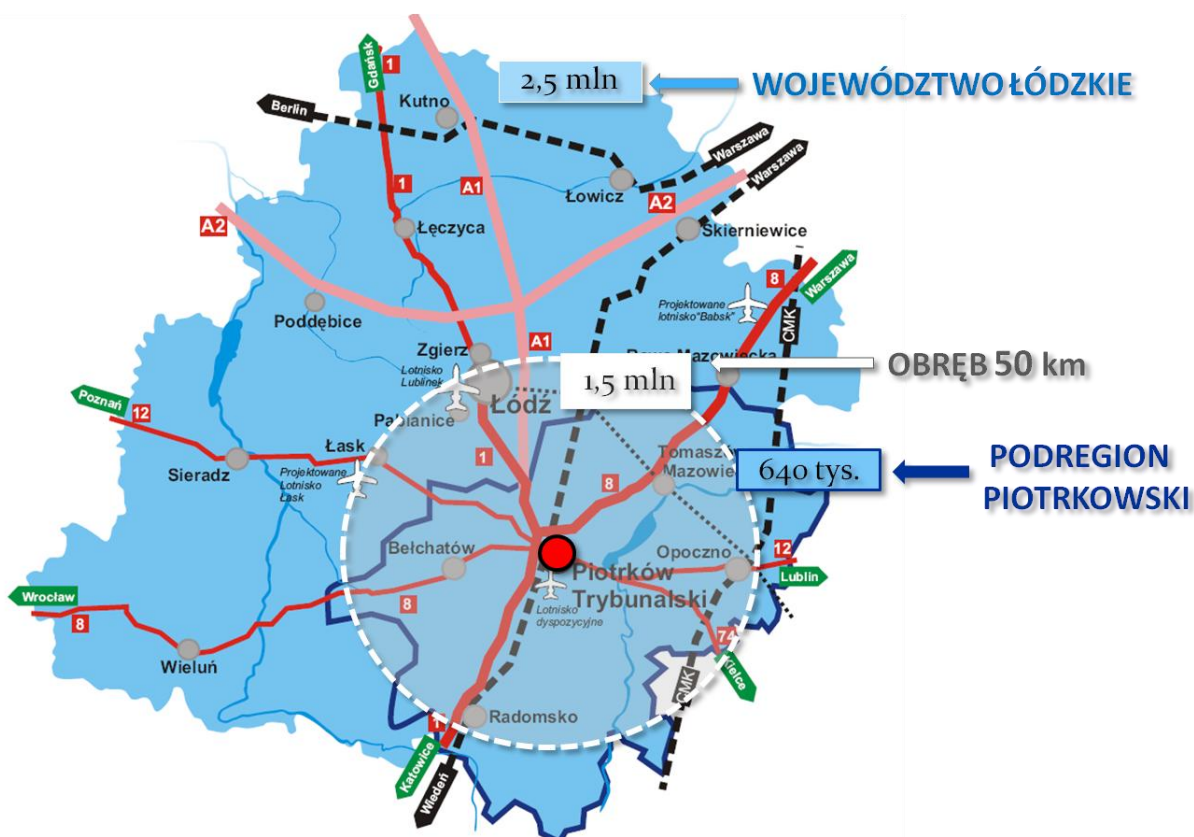 2,5 mln
WOJEWÓDZTWO ŁÓDZKIE
Gdańsk
1
Kutno
Berlin
Warszawa
Warszawa
1
A1
Łowicz
A2
A2
Łęczyca
Skierniewice
8
Warszawa
Projektowane
lotnisko"Babsk"
CMK
Poddębice
A1
Zgierz
Lotnisko
Lublinek
1,5 mln
Mazowiecka
OBRĘB 50 km
Łódź
Pabianice
Poznań
12
Łask
Sieradz
Projektowane
Lotnisko
Łask
1
8
Tomaszów
Mazowie
640 tys.
PODREGION
PIOTRKOWSKI
Bełchatów
Opoczno
12
Lublin
Piotrków
Trybunalski
Lotnisko
dyspozycyjne
Wrocław
8
8
Wieluń
74
Kielce
CMK
Radomsko
1
Katowice
Wiedeń